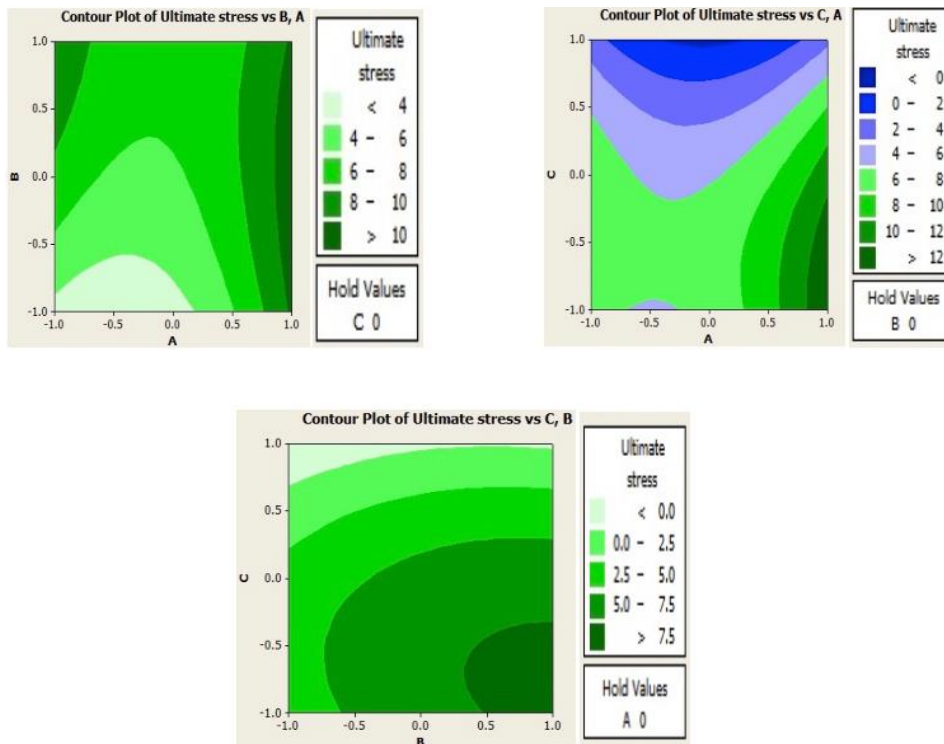 Contour Plot of Ultimate stress vs B, A
1.0
0.5
0.0
-0.5
-1.0
B
-1.0 -0.5 0.0 0.5 1.0
A
Ultimate
stress
< 4
4 – 6
6 – 8
8 – 10
> 10
Hold Values
C 0
Contour Plot of Ultimate stress vs C, A
1.0
0.5
0.0
-0.5
-1.0
C
-1.0 -0.5 0.0 0.5 1.0
A
Ultimate
stress
< 0
0 – 2
2 – 4
4 – 6
6 – 8
8 – 10
10 – 12
> 12
Hold Values
B 0
Contour Plot of Ultimate stress vs C, B
1.0
0.5
0.0
-0.5
-1.0
C
-1.0 -0.5 0.0 0.5 1.0
B
Ultimate
stress
< 0.0
0.0 – 2.5
2.5 – 5.0
5.0 – 7.5
> 7.5
Hold Values
A 0